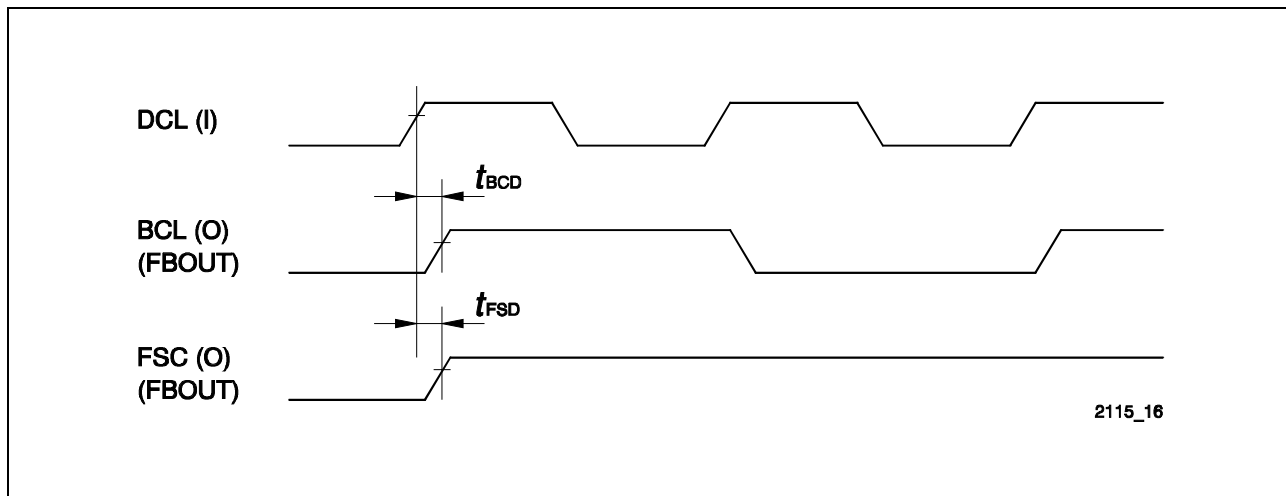 DCL (I)
tBCD
BCL (O)
(FBOUT)
tFSD
FSC (O)
(FBOUT)
2115_16